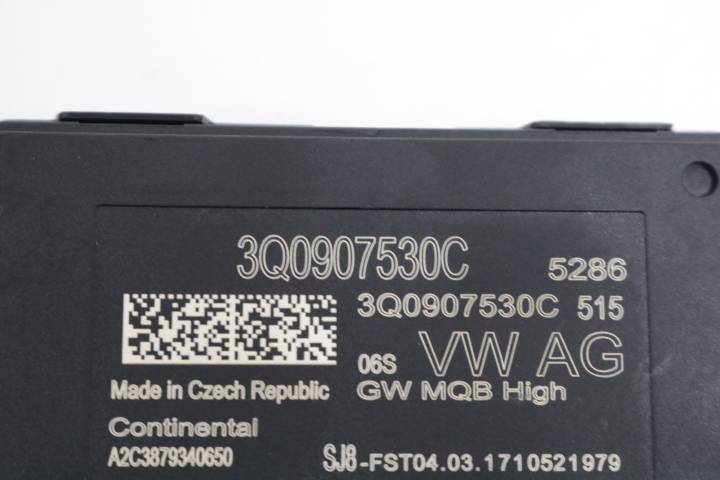 3Q0907530C 5286
3Q0907530C 515
06S VW AG
Made in Czech Republic GW MQB High
Continental
A2C3879340650 SJ8-FST04.03.1710521979